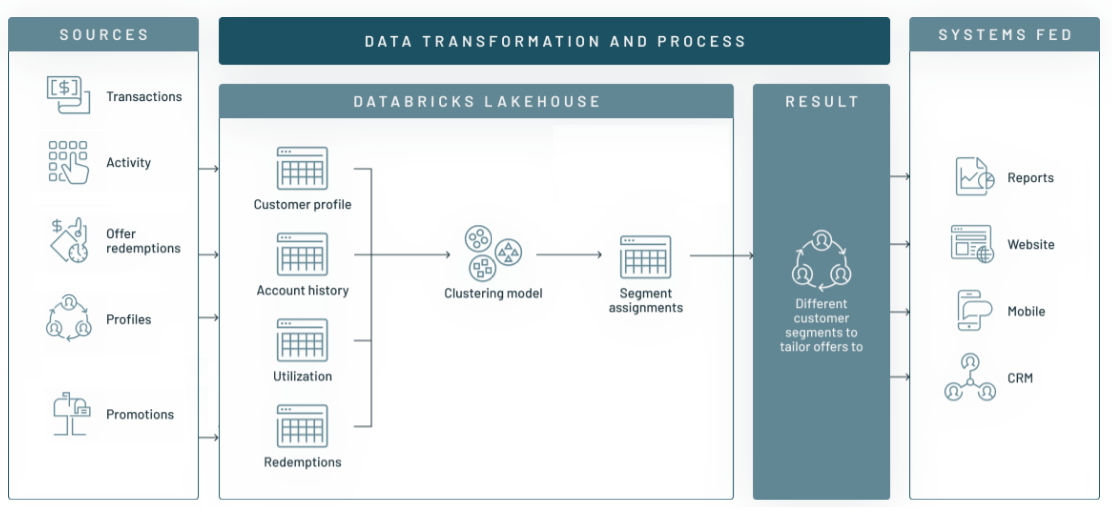 SOURCES
Transactions
Activity
Offer
redemptions
Profiles
Promotions
DATA TRANSFORMATION AND PROCESS
DATABRICKS LAKEHOUSE
Customer profile
Account history
Utilization
Redemptions
Clustering model
Segment
assignments
RESULT
Different
customer
segments to
tailor offers to
SYSTEMS FED
Reports
Website
Mobile
CRM